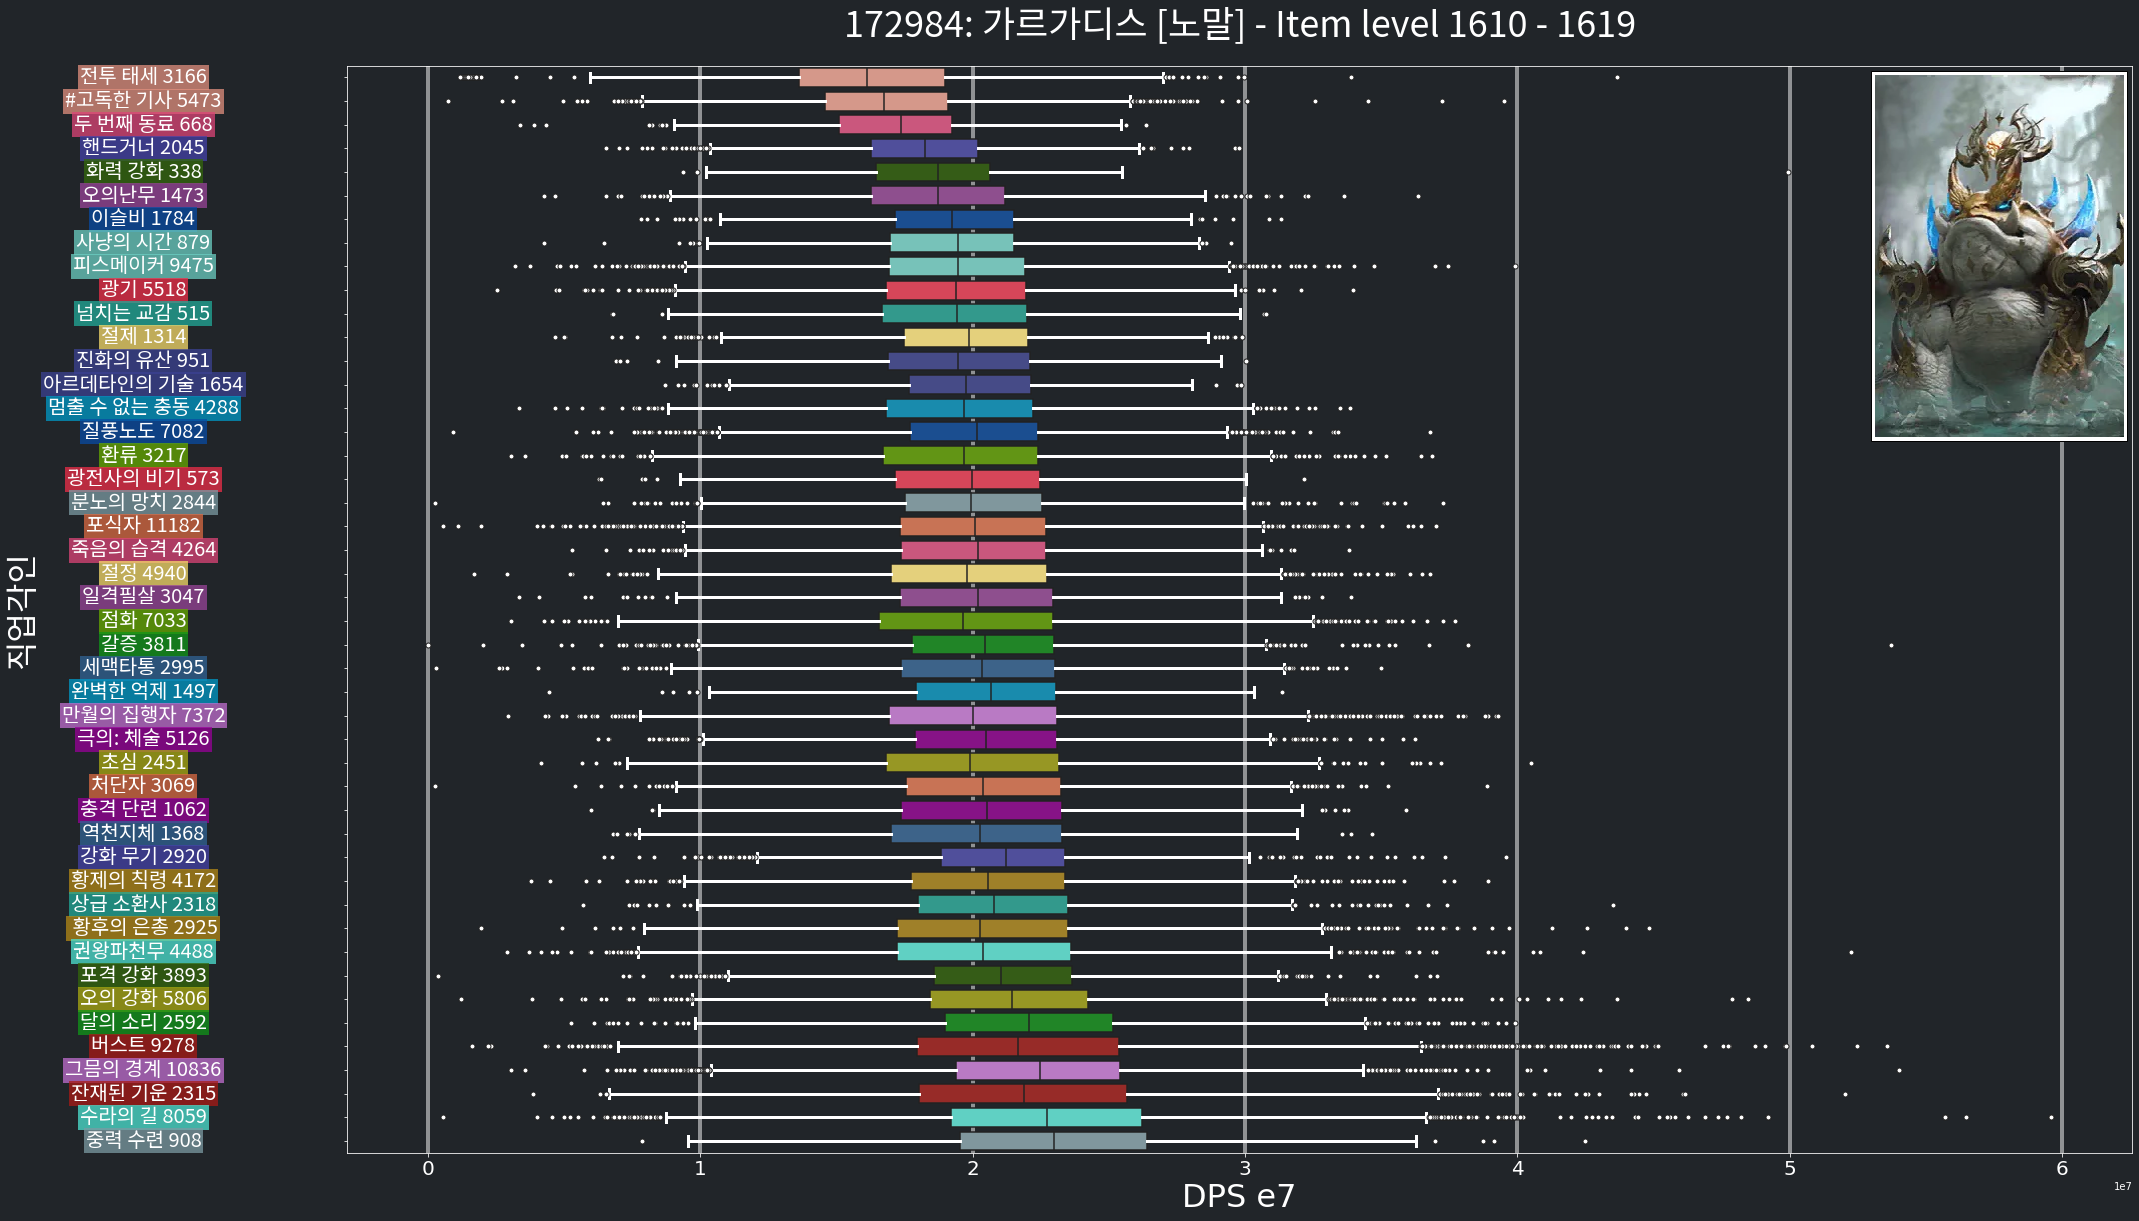 172984: 가르가디스 [노말] - Item level 1610 - 1619
전투 태세 3166
#고독한 기사 5473
두 번째 동료 668
핸드거너 2045
화력 강화 338
오의난무 1473
이슬비 1784
사냥의 시간 879
피스메이커 9475
광기 5518
넘치는 교감 515
절제 1314
진화의 유산 951
아르데타인의 기술 1654
멈출 수 없는 충동 4288
질풍노도 7082
환류 3217
광전사의 비기 573
분노의 망치 2844
포식자 11182
죽음의 습격 4264
절정 4940
일격필살 3047
점화 7033
갈증 3811
세맥타통 2995
완벽한 억제 1497
만월의 집행자 7372
극의: 체술 5126
초심 2451
처단자 3069
충격 단련 1062
역천지체 1368
강화 무기 2920
황제의 칙령 4172
상급 소환사 2318
황후의 은총 2925
권왕파천무 4488
포격 강화 3893
오의 강화 5806
달의 소리 2592
버스트 9278
그믐의 경계 10836
잔재된 기운 2315
수라의 길 8059
중력 수련 908
직업각인
0 1 2 3 4 5 6
1e7
DPS e7